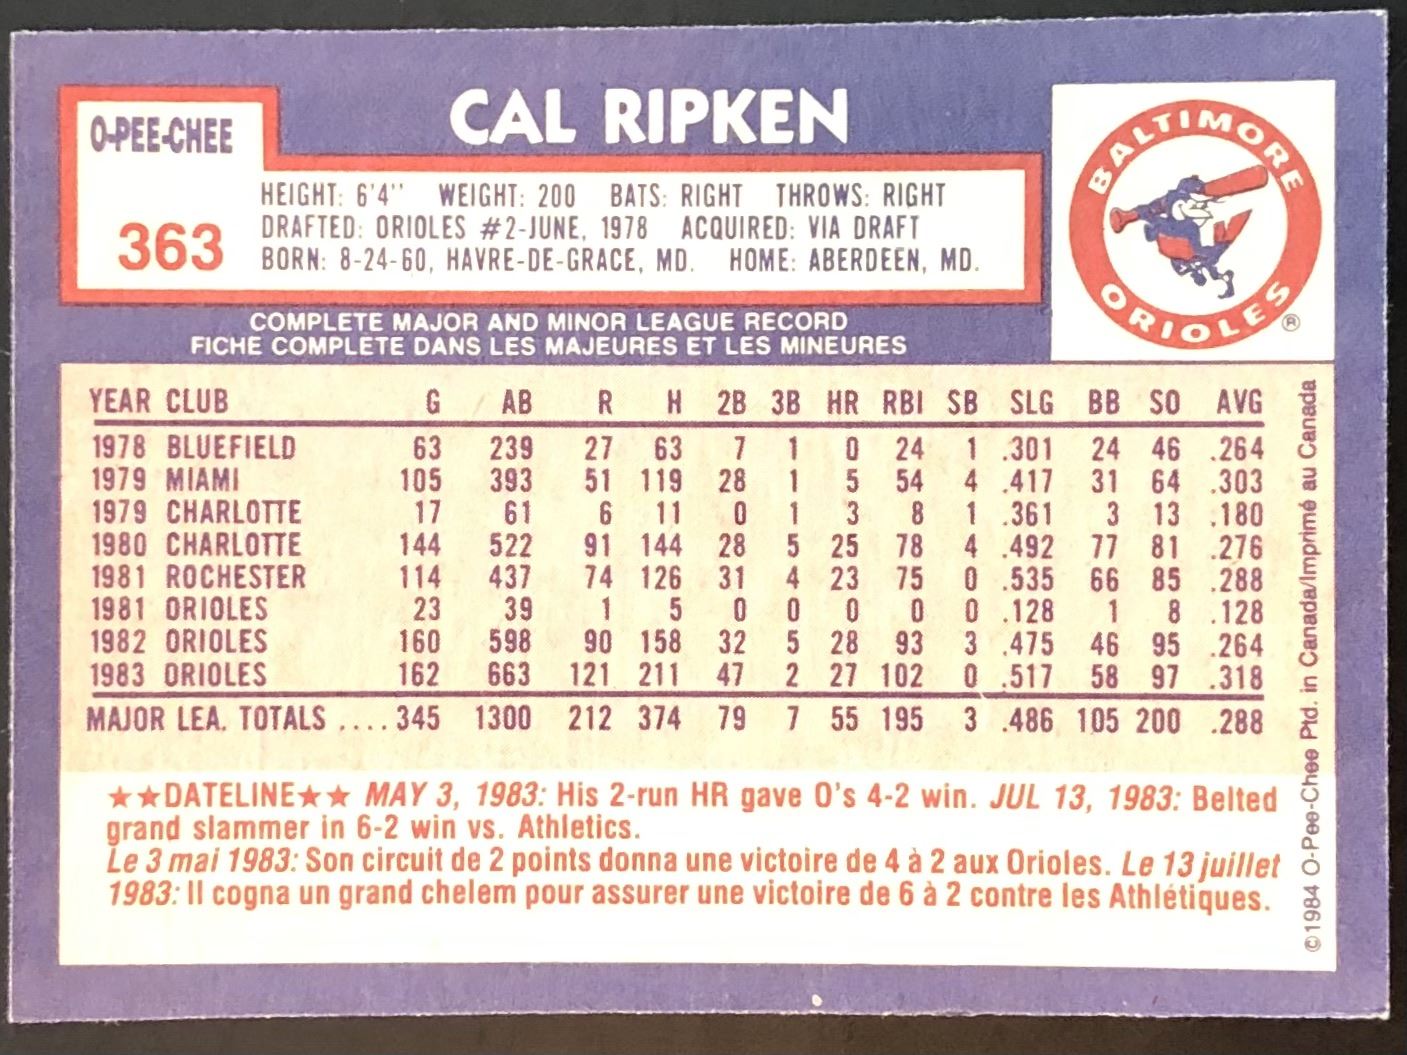 O-PEE-CHEE
363
CAL RIPKEN
HEIGHT: 6'4" WEIGHT: 200 BATS: RIGHT THROWS: RIGHT
DRAFTED: ORIOLES #2-JUNE, 1978 ACQUIRED: VIA DRAFT
BORN: 8-24-60, HAVRE-DE-GRACE, MD. HOME: ABERDEEN, MD.
BALTIMORE
ORIOLES ®
COMPLETE MAJOR AND MINOR LEAGUE RECORD
FICHE COMPLETE DANS LES MAJEURES ET LES MINEURES
YEAR CLUB G AB R H 2B 3B HR RBI SB SLG BB SO AVG
1978 BLUEFIELD 63 239 27 63 7 1 0 24 1 .301 24 46 .264
1979 MIAMI 105 393 51 119 28 1 5 54 4 .417 31 64 .303
1979 CHARLOTTE 17 61 6 11 0 1 3 8 1 .361 3 13 .180
1980 CHARLOTTE 144 522 91 144 28 5 25 78 4 .492 77 81 .276
1981 ROCHESTER 114 437 74 126 31 4 23 75 0 .535 66 85 .288
1981 ORIOLES 23 39 1 5 0 0 0 0 0 .128 1 8 .128
1982 ORIOLES 160 598 90 158 32 5 28 93 3 .475 46 95 .264
1983 ORIOLES 162 663 121 211 47 2 27 102 0 .517 58 97 .318
MAJOR LEA. TOTALS ....345 1300 212 374 79 7 55 195 3 .486 105 200 .288
★★DATELINE★★ MAY 3, 1983: His 2-run HR gave O's 4-2 win. JUL 13, 1983: Belted
grand slammer in 6-2 win vs. Athletics.
Le 3 mai 1983: Son circuit de 2 points donna une victoire de 4 à 2 aux Orioles. Le 13 juillet
1983: Il cogna un grand chelem pour assurer une victoire de 6 à 2 contre les Athlétiques.
©1984 O-Pee-Chee Ptd. in Canada/Imprimé au Canada